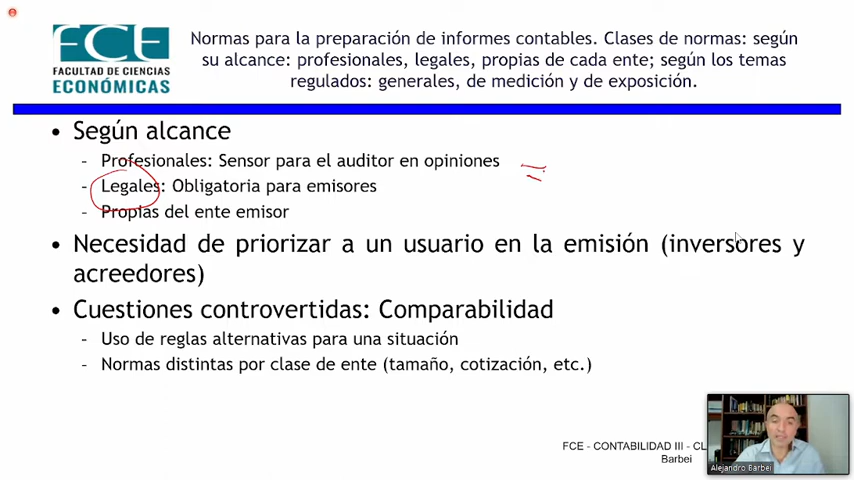 FCE
FACULTAD DE CIENCIAS
ECONÓMICAS
Normas para la preparación de informes contables. Clases de normas: según
su alcance: profesionales, legales, propias de cada ente; según los temas
regulados: generales, de medición y de exposición.
• Según alcance
- Profesionales: Sensor para el auditor en opiniones
- Legales: Obligatoria para emisores
- Propias del ente emisor
• Necesidad de priorizar a un usuario en la emisión (inversores y
acreedores)
• Cuestiones controvertidas: Comparabilidad
- Uso de reglas alternativas para una situación
- Normas distintas por clase de ente (tamaño, cotización, etc.)
FCE - CONTABILIDAD III - CL
Barbei
Alejandro Barbei